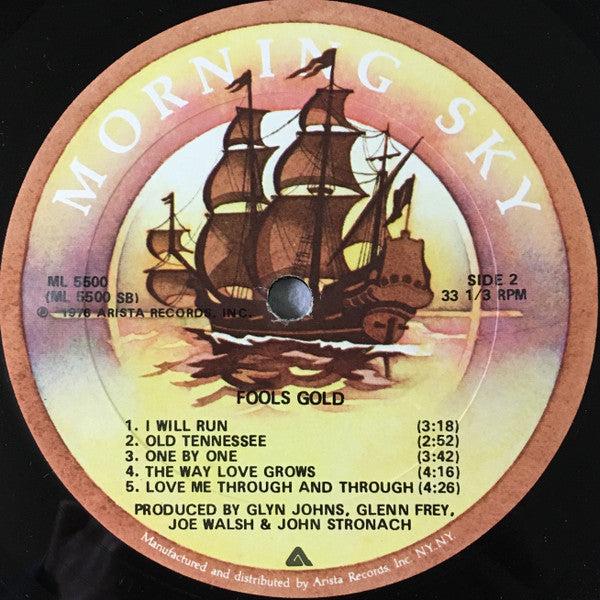 MORNING SKY
ML 5500
(ML 5500 SB)
℗ 1976 ARISTA RECORDS, INC.
SIDE 2
33 1/3 RPM
FOOLS GOLD
1. I WILL RUN (3:18)
2. OLD TENNESSEE (2:52)
3. ONE BY ONE (3:42)
4. THE WAY LOVE GROWS (4:16)
5. LOVE ME THROUGH AND THROUGH (4:26)
PRODUCED BY GLYN JOHNS, GLENN FREY,
JOE WALSH & JOHN STRONACH
Manufactured and distributed by Arista Records, Inc. N.Y. N.Y.